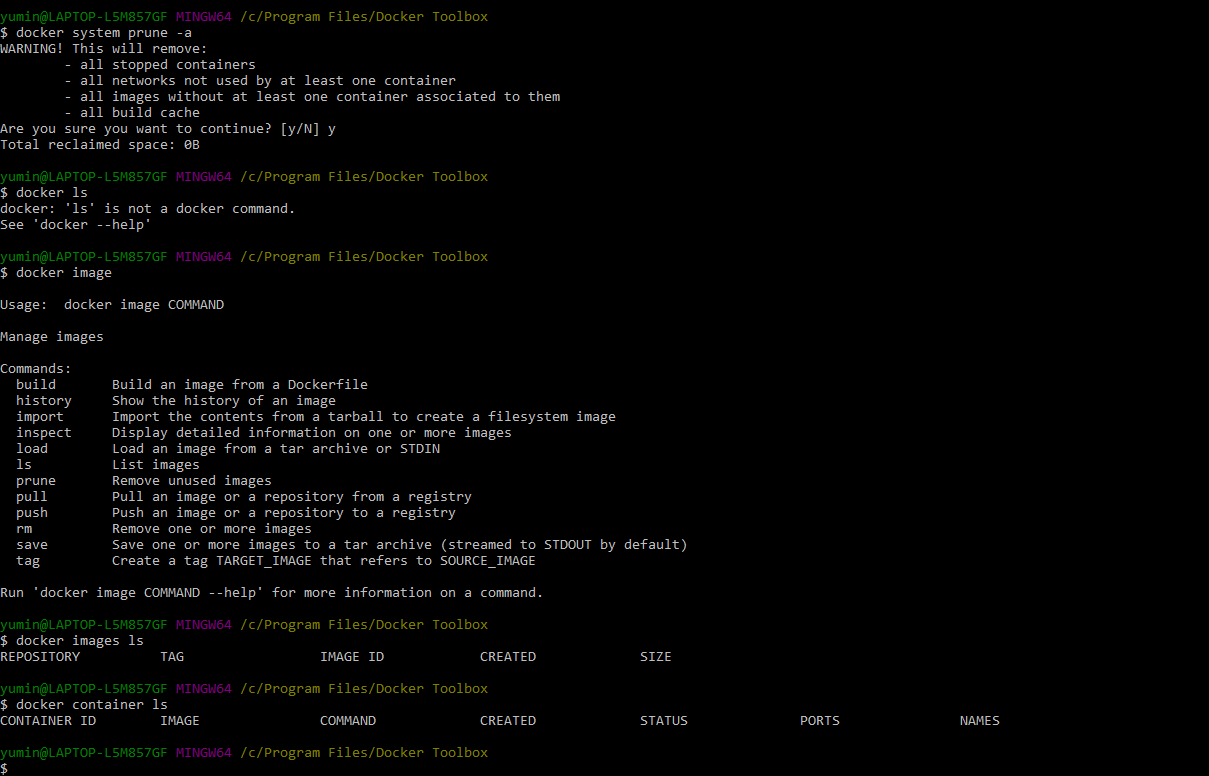 yumin@LAPTOP-L5M857GF MINGW64 /c/Program Files/Docker Toolbox
$ docker system prune -a
WARNING! This will remove:
        - all stopped containers
        - all networks not used by at least one container
        - all images without at least one container associated to them
        - all build cache
Are you sure you want to continue? [y/N] y
Total reclaimed space: 0B

yumin@LAPTOP-L5M857GF MINGW64 /c/Program Files/Docker Toolbox
$ docker ls
docker: 'ls' is not a docker command.
See 'docker --help'

yumin@LAPTOP-L5M857GF MINGW64 /c/Program Files/Docker Toolbox
$ docker image

Usage:  docker image COMMAND

Manage images

Commands:
  build       Build an image from a Dockerfile
  history     Show the history of an image
  import      Import the contents from a tarball to create a filesystem image
  inspect     Display detailed information on one or more images
  load        Load an image from a tar archive or STDIN
  ls          List images
  prune       Remove unused images
  pull        Pull an image or a repository from a registry
  push        Push an image or a repository to a registry
  rm          Remove one or more images
  save        Save one or more images to a tar archive (streamed to STDOUT by default)
  tag         Create a tag TARGET_IMAGE that refers to SOURCE_IMAGE

Run 'docker image COMMAND --help' for more information on a command.

yumin@LAPTOP-L5M857GF MINGW64 /c/Program Files/Docker Toolbox
$ docker images ls
REPOSITORY          TAG                 IMAGE ID            CREATED             SIZE

yumin@LAPTOP-L5M857GF MINGW64 /c/Program Files/Docker Toolbox
$ docker container ls
CONTAINER ID        IMAGE               COMMAND             CREATED             STATUS              PORTS               NAMES

yumin@LAPTOP-L5M857GF MINGW64 /c/Program Files/Docker Toolbox
$